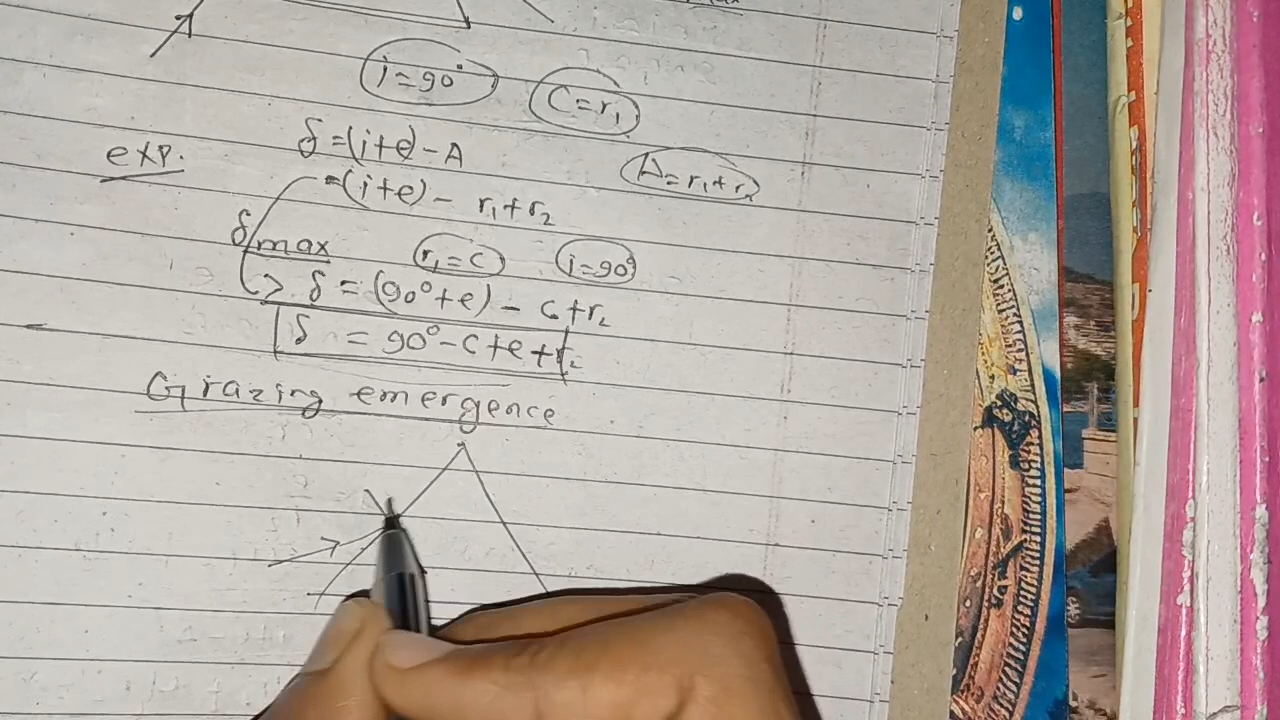 i=90° C=r₁
exp. δ=(i+e)-A A=r₁+r₂
=(i+e)- r₁+r₂
δmax r₁=C i=90°
δ = (90°+e) - C+r₂
δ = 90°-C+e+r₂
Grazing emergence